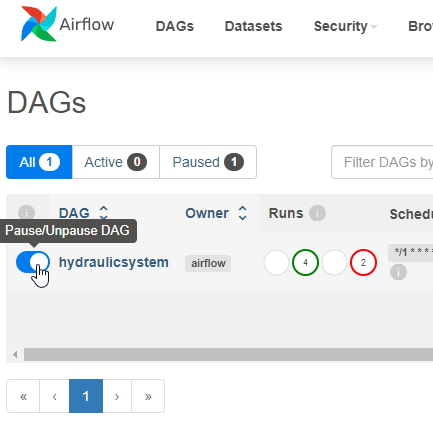 Airflow DAGs Datasets Security Bro
DAGs
All 1 Active 0 Paused 1 Filter DAGs by
DAG Owner Runs Schedu
Pause/Unpause DAG
hydraulicsystem airflow 4 2 */1 * * * *
« ‹ 1 › »